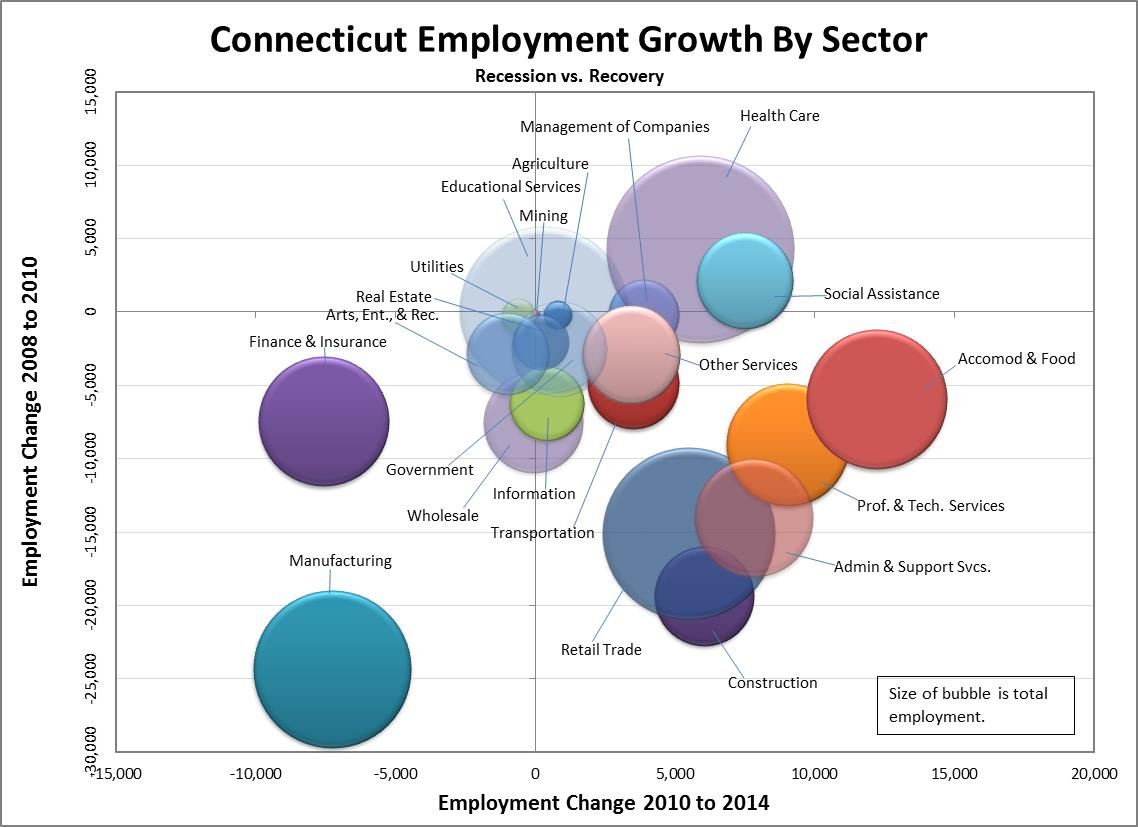 Connecticut Employment Growth By Sector
Recession vs. Recovery
Employment Change 2008 to 2010
15,000
10,000
5,000
0
-5,000
-10,000
-15,000
-20,000
-25,000
-30,000
Health Care
Management of Companies
Agriculture
Educational Services
Mining
Utilities
Social Assistance
Real Estate
Arts, Ent., & Rec.
Finance & Insurance
Accomod & Food
Other Services
Government
Information
Prof. & Tech. Services
Wholesale
Transportation
Manufacturing
Admin & Support Svcs.
Retail Trade
Construction
Size of bubble is total
employment.
-15,000
-10,000
-5,000
0
5,000
10,000
15,000
20,000
Employment Change 2010 to 2014